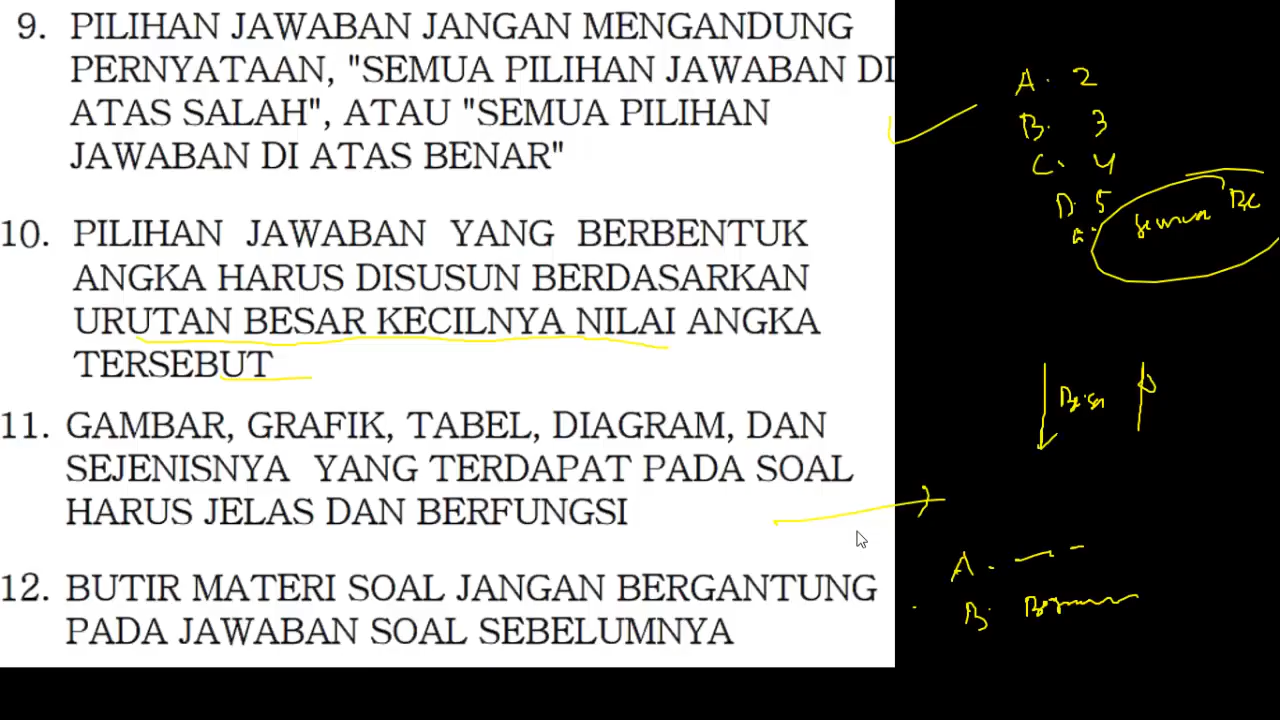 9. PILIHAN JAWABAN JANGAN MENGANDUNG
PERNYATAAN, "SEMUA PILIHAN JAWABAN DI
ATAS SALAH", ATAU "SEMUA PILIHAN
JAWABAN DI ATAS BENAR"
10. PILIHAN JAWABAN YANG BERBENTUK
ANGKA HARUS DISUSUN BERDASARKAN
URUTAN BESAR KECILNYA NILAI ANGKA
TERSEBUT
11. GAMBAR, GRAFIK, TABEL, DIAGRAM, DAN
SEJENISNYA YANG TERDAPAT PADA SOAL
HARUS JELAS DAN BERFUNGSI
12. BUTIR MATERI SOAL JANGAN BERGANTUNG
PADA JAWABAN SOAL SEBELUMNYA
A. 2
B. 3
C. 4
D. 5
A.
B.